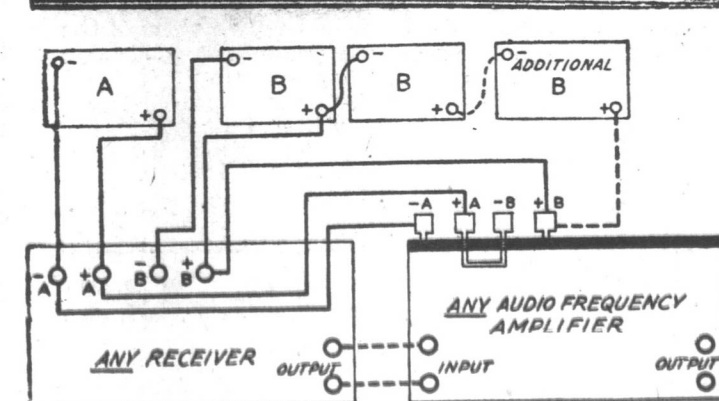 -
A
+
-
B
+
-
B
+
-
ADDITIONAL
B
+
-A +A -B +B
-
A
+
A
-
B
+
B
ANY AUDIO FREQUENCY
AMPLIFIER
ANY RECEIVER
OUTPUT
INPUT
OUTPUT